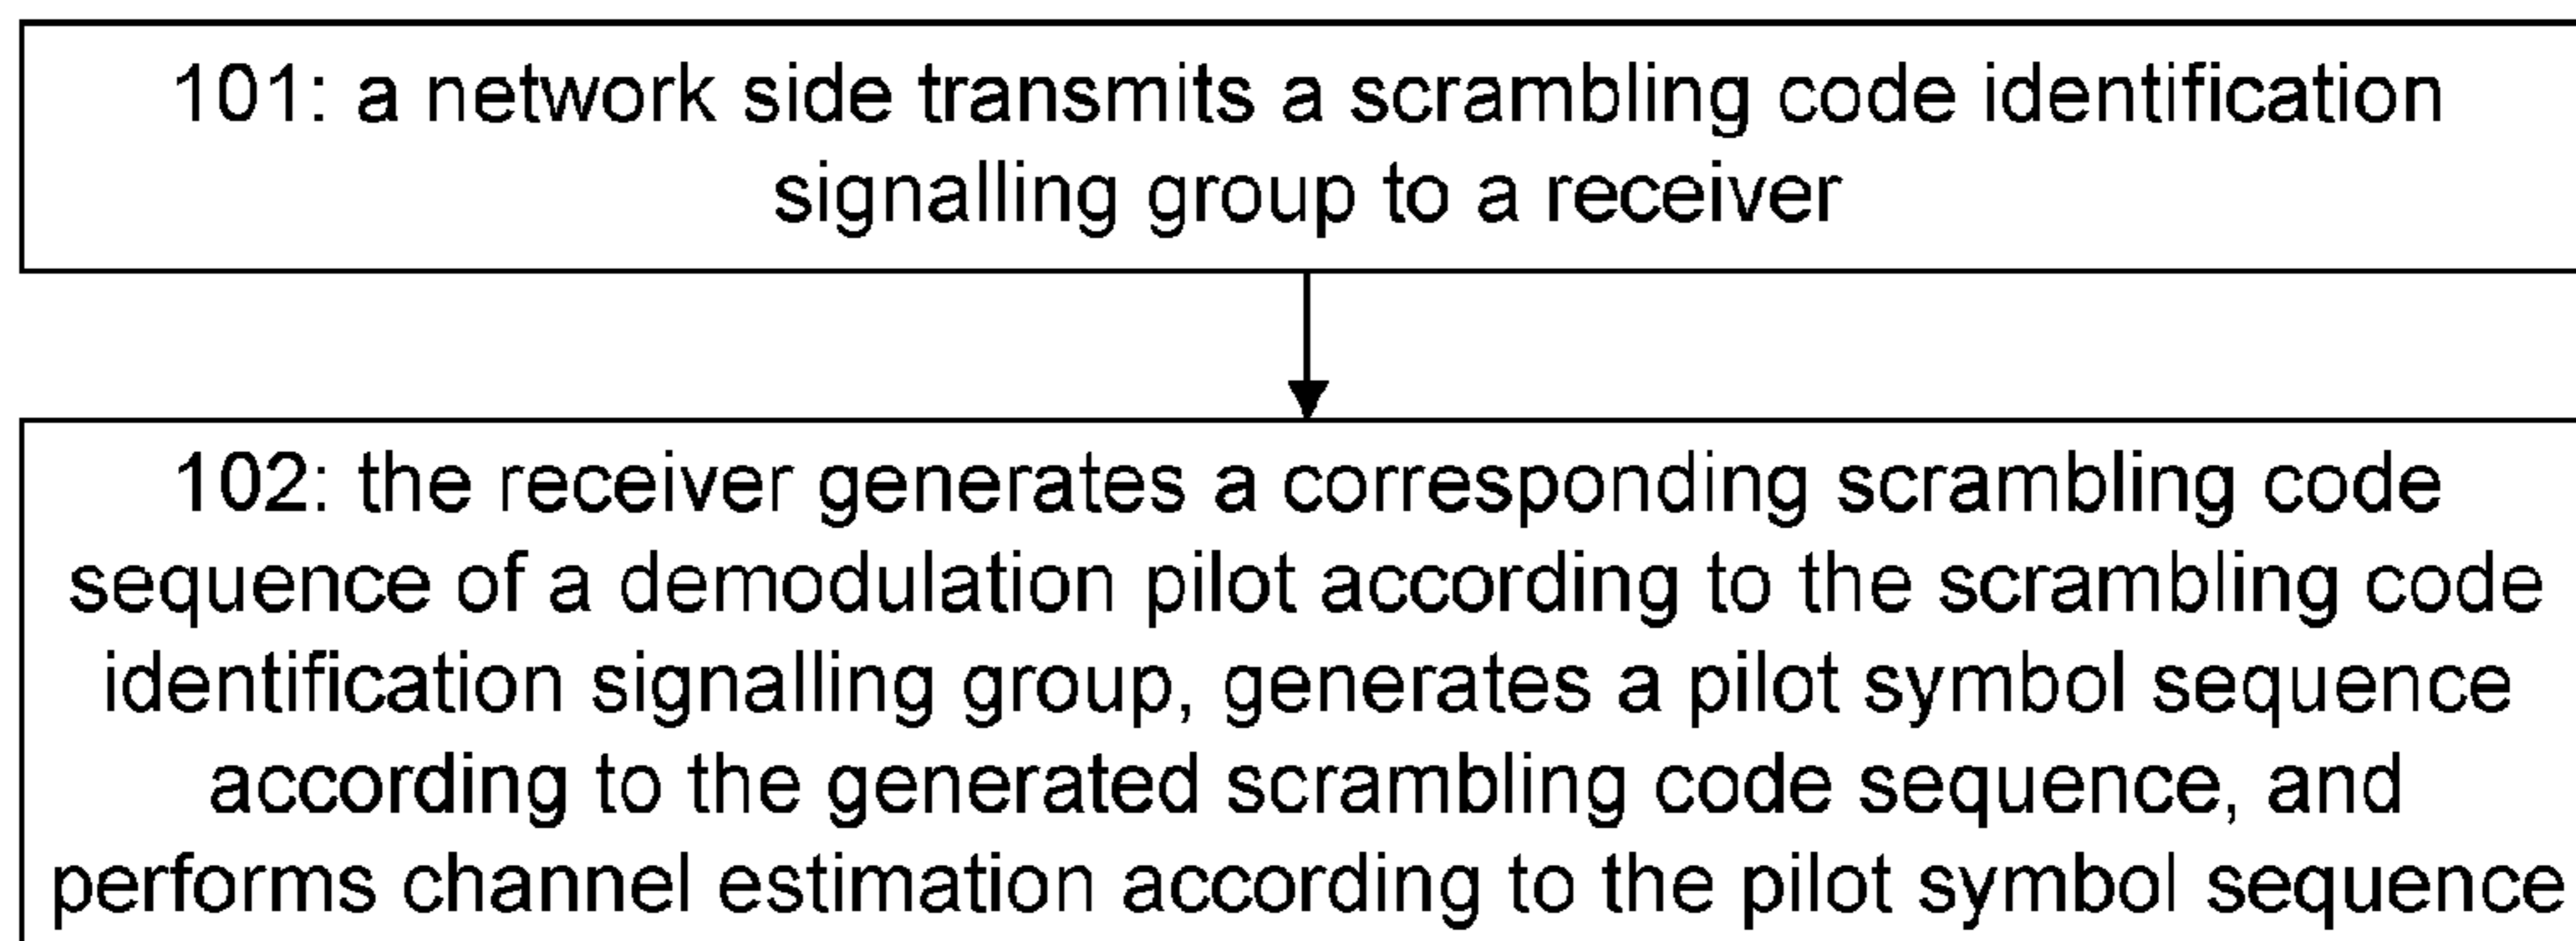 101: a network side transmits a scrambling code identification
signalling group to a receiver
102: the receiver generates a corresponding scrambling code
sequence of a demodulation pilot according to the scrambling code
identification signalling group, generates a pilot symbol sequence
according to the generated scrambling code sequence, and
performs channel estimation according to the pilot symbol sequence